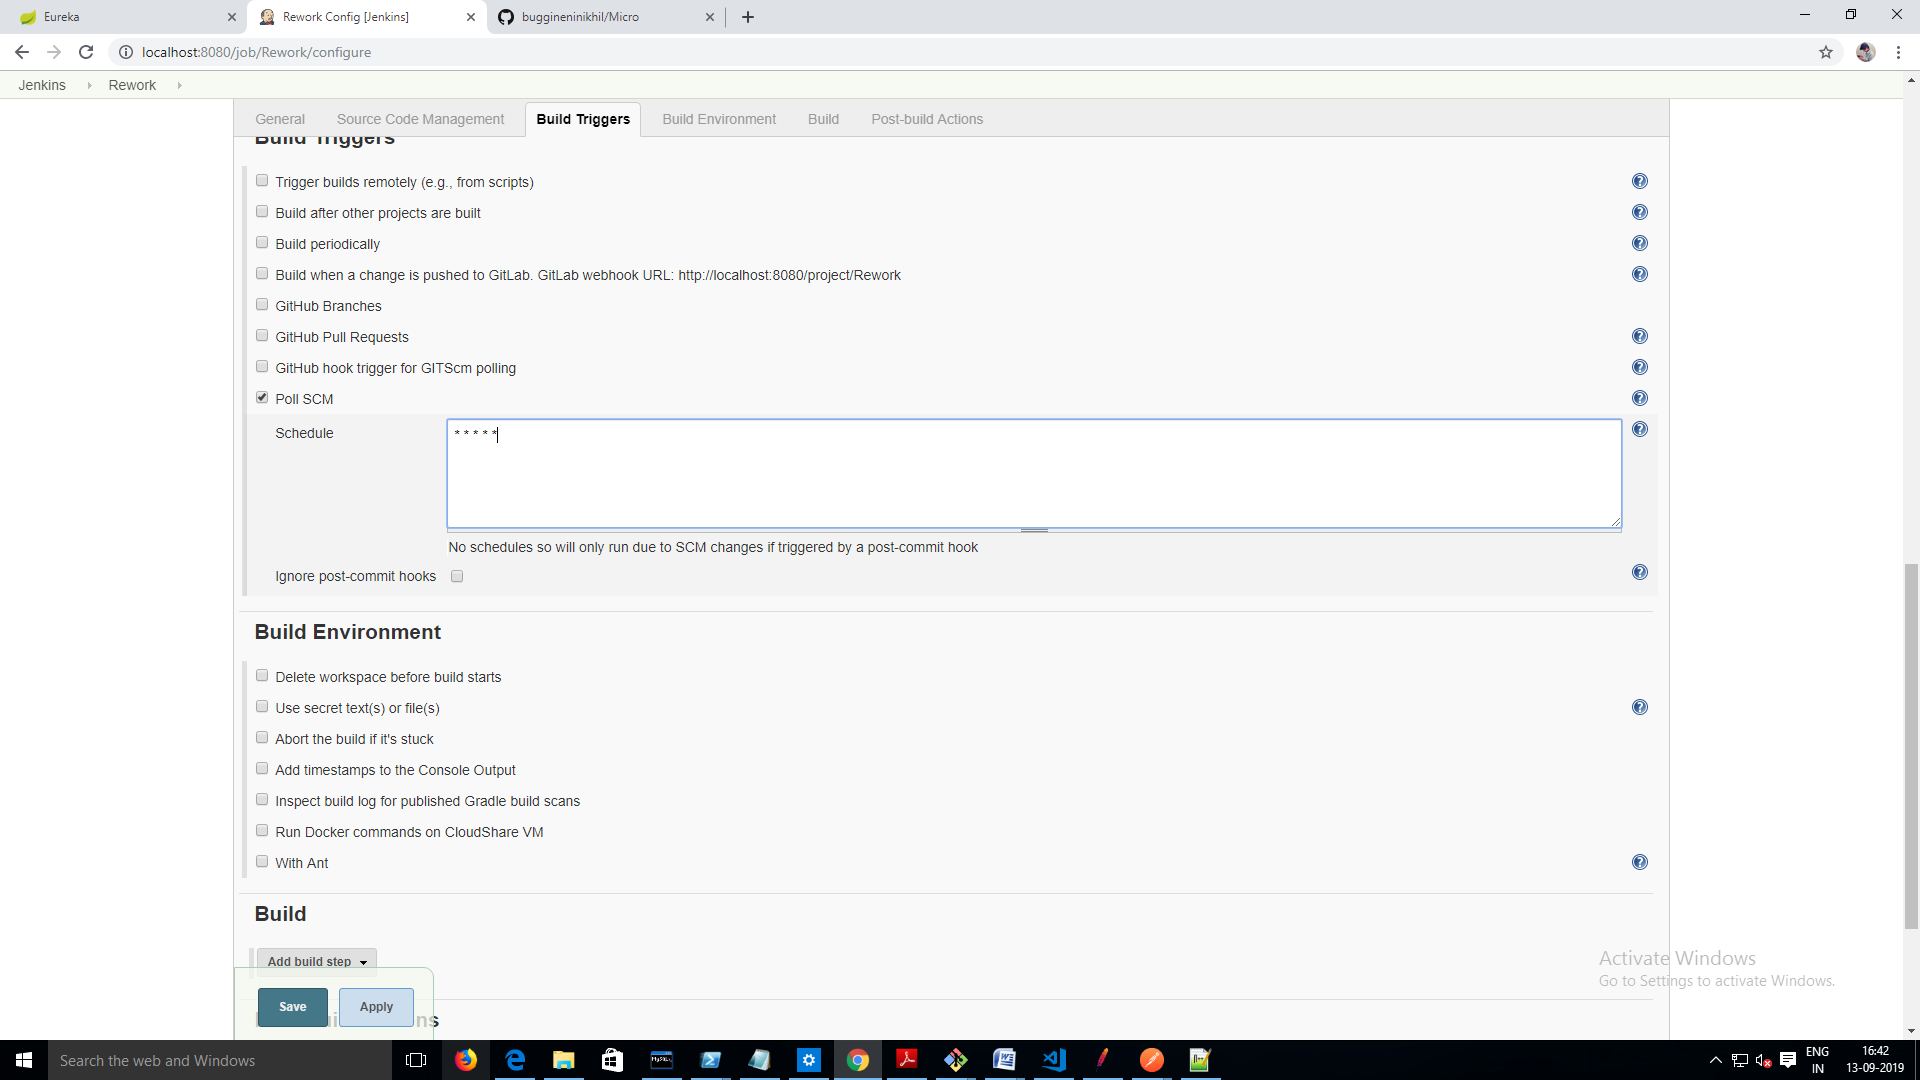 Eureka
Rework Config [Jenkins]
buggineninikhil/Micro
localhost:8080/job/Rework/configure
Jenkins
Rework
General
Source Code Management
Build Triggers
Build Environment
Build
Post-build Actions
Build Triggers
Trigger builds remotely (e.g., from scripts)
Build after other projects are built
Build periodically
Build when a change is pushed to GitLab. GitLab webhook URL: http://localhost:8080/project/Rework
GitHub Branches
GitHub Pull Requests
GitHub hook trigger for GITScm polling
Poll SCM
Schedule
* * * * *
No schedules so will only run due to SCM changes if triggered by a post-commit hook
Ignore post-commit hooks
Build Environment
Delete workspace before build starts
Use secret text(s) or file(s)
Abort the build if it's stuck
Add timestamps to the Console Output
Inspect build log for published Gradle build scans
Run Docker commands on CloudShare VM
With Ant
Build
Add build step
Activate Windows
Go to Settings to activate Windows.
Save
Apply
Search the web and Windows
ENG
IN
16:42
13-09-2019